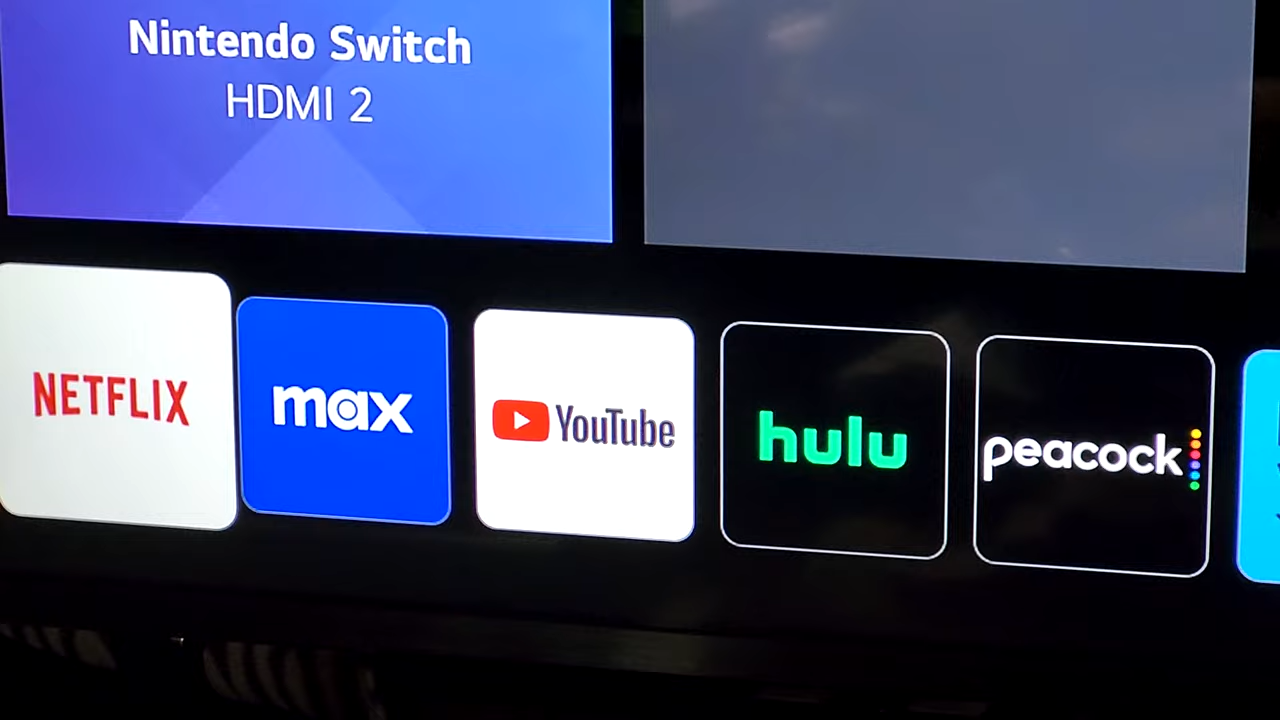 Nintendo Switch
HDMI 2
NETFLIX
max
YouTube
hulu
peacock